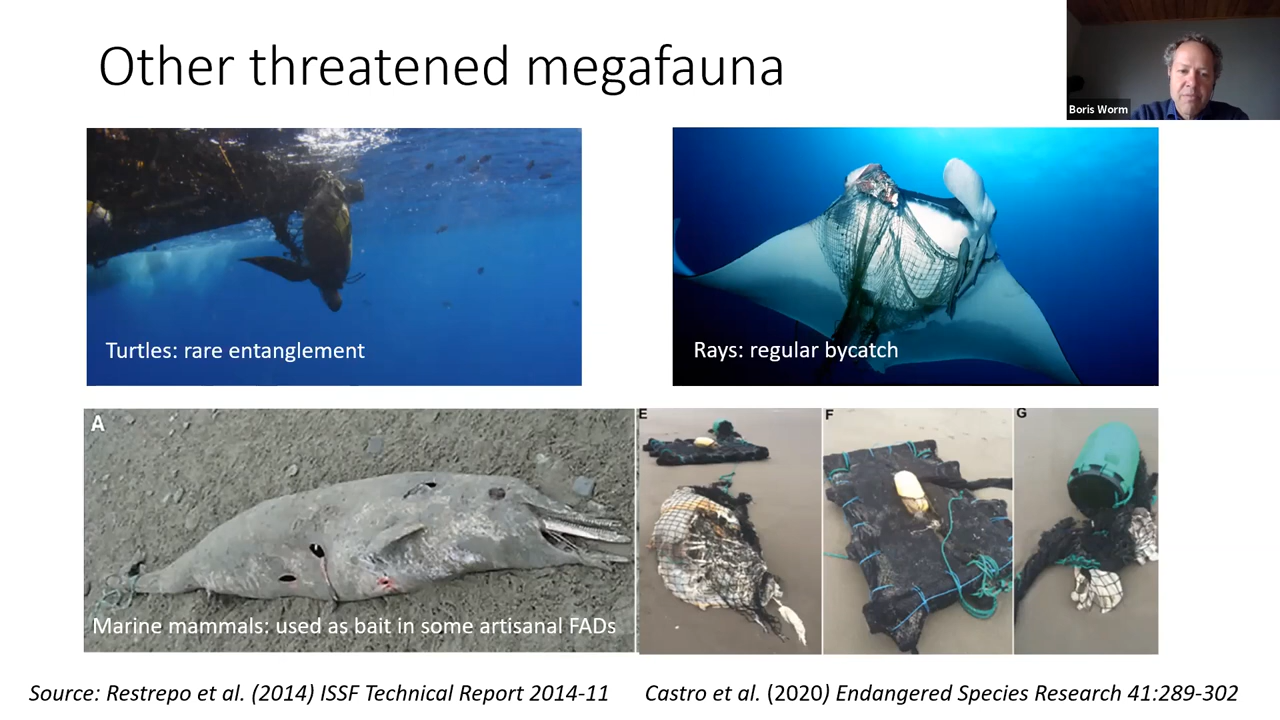 Other threatened megafauna
Boris Worm
Turtles: rare entanglement
Rays: regular bycatch
A
E
F
G
Marine mammals: used as bait in some artisanal FADs
Source: Restrepo et al. (2014) ISSF Technical Report 2014-11
Castro et al. (2020) Endangered Species Research 41:289-302